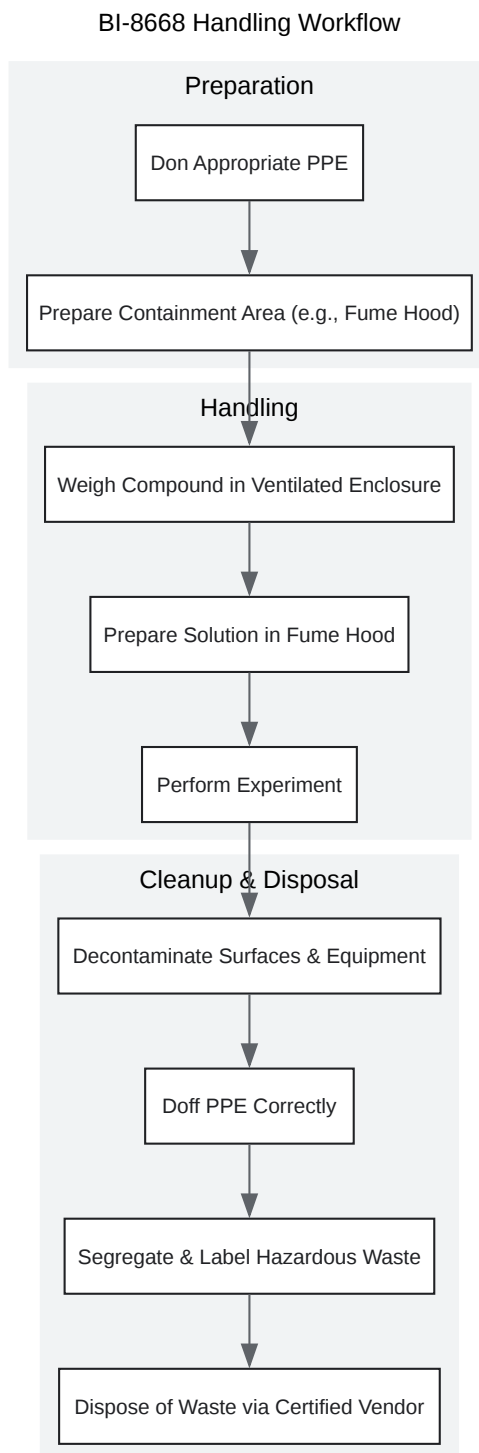 BI-8668 Handling Workflow
Preparation
Don Appropriate PPE
Prepare Containment Area (e.g., Fume Hood)
Handling
Weigh Compound in Ventilated Enclosure
Prepare Solution in Fume Hood
Perform Experiment
Cleanup & Disposal
Decontaminate Surfaces & Equipment
Doff PPE Correctly
Segregate & Label Hazardous Waste
Dispose of Waste via Certified Vendor